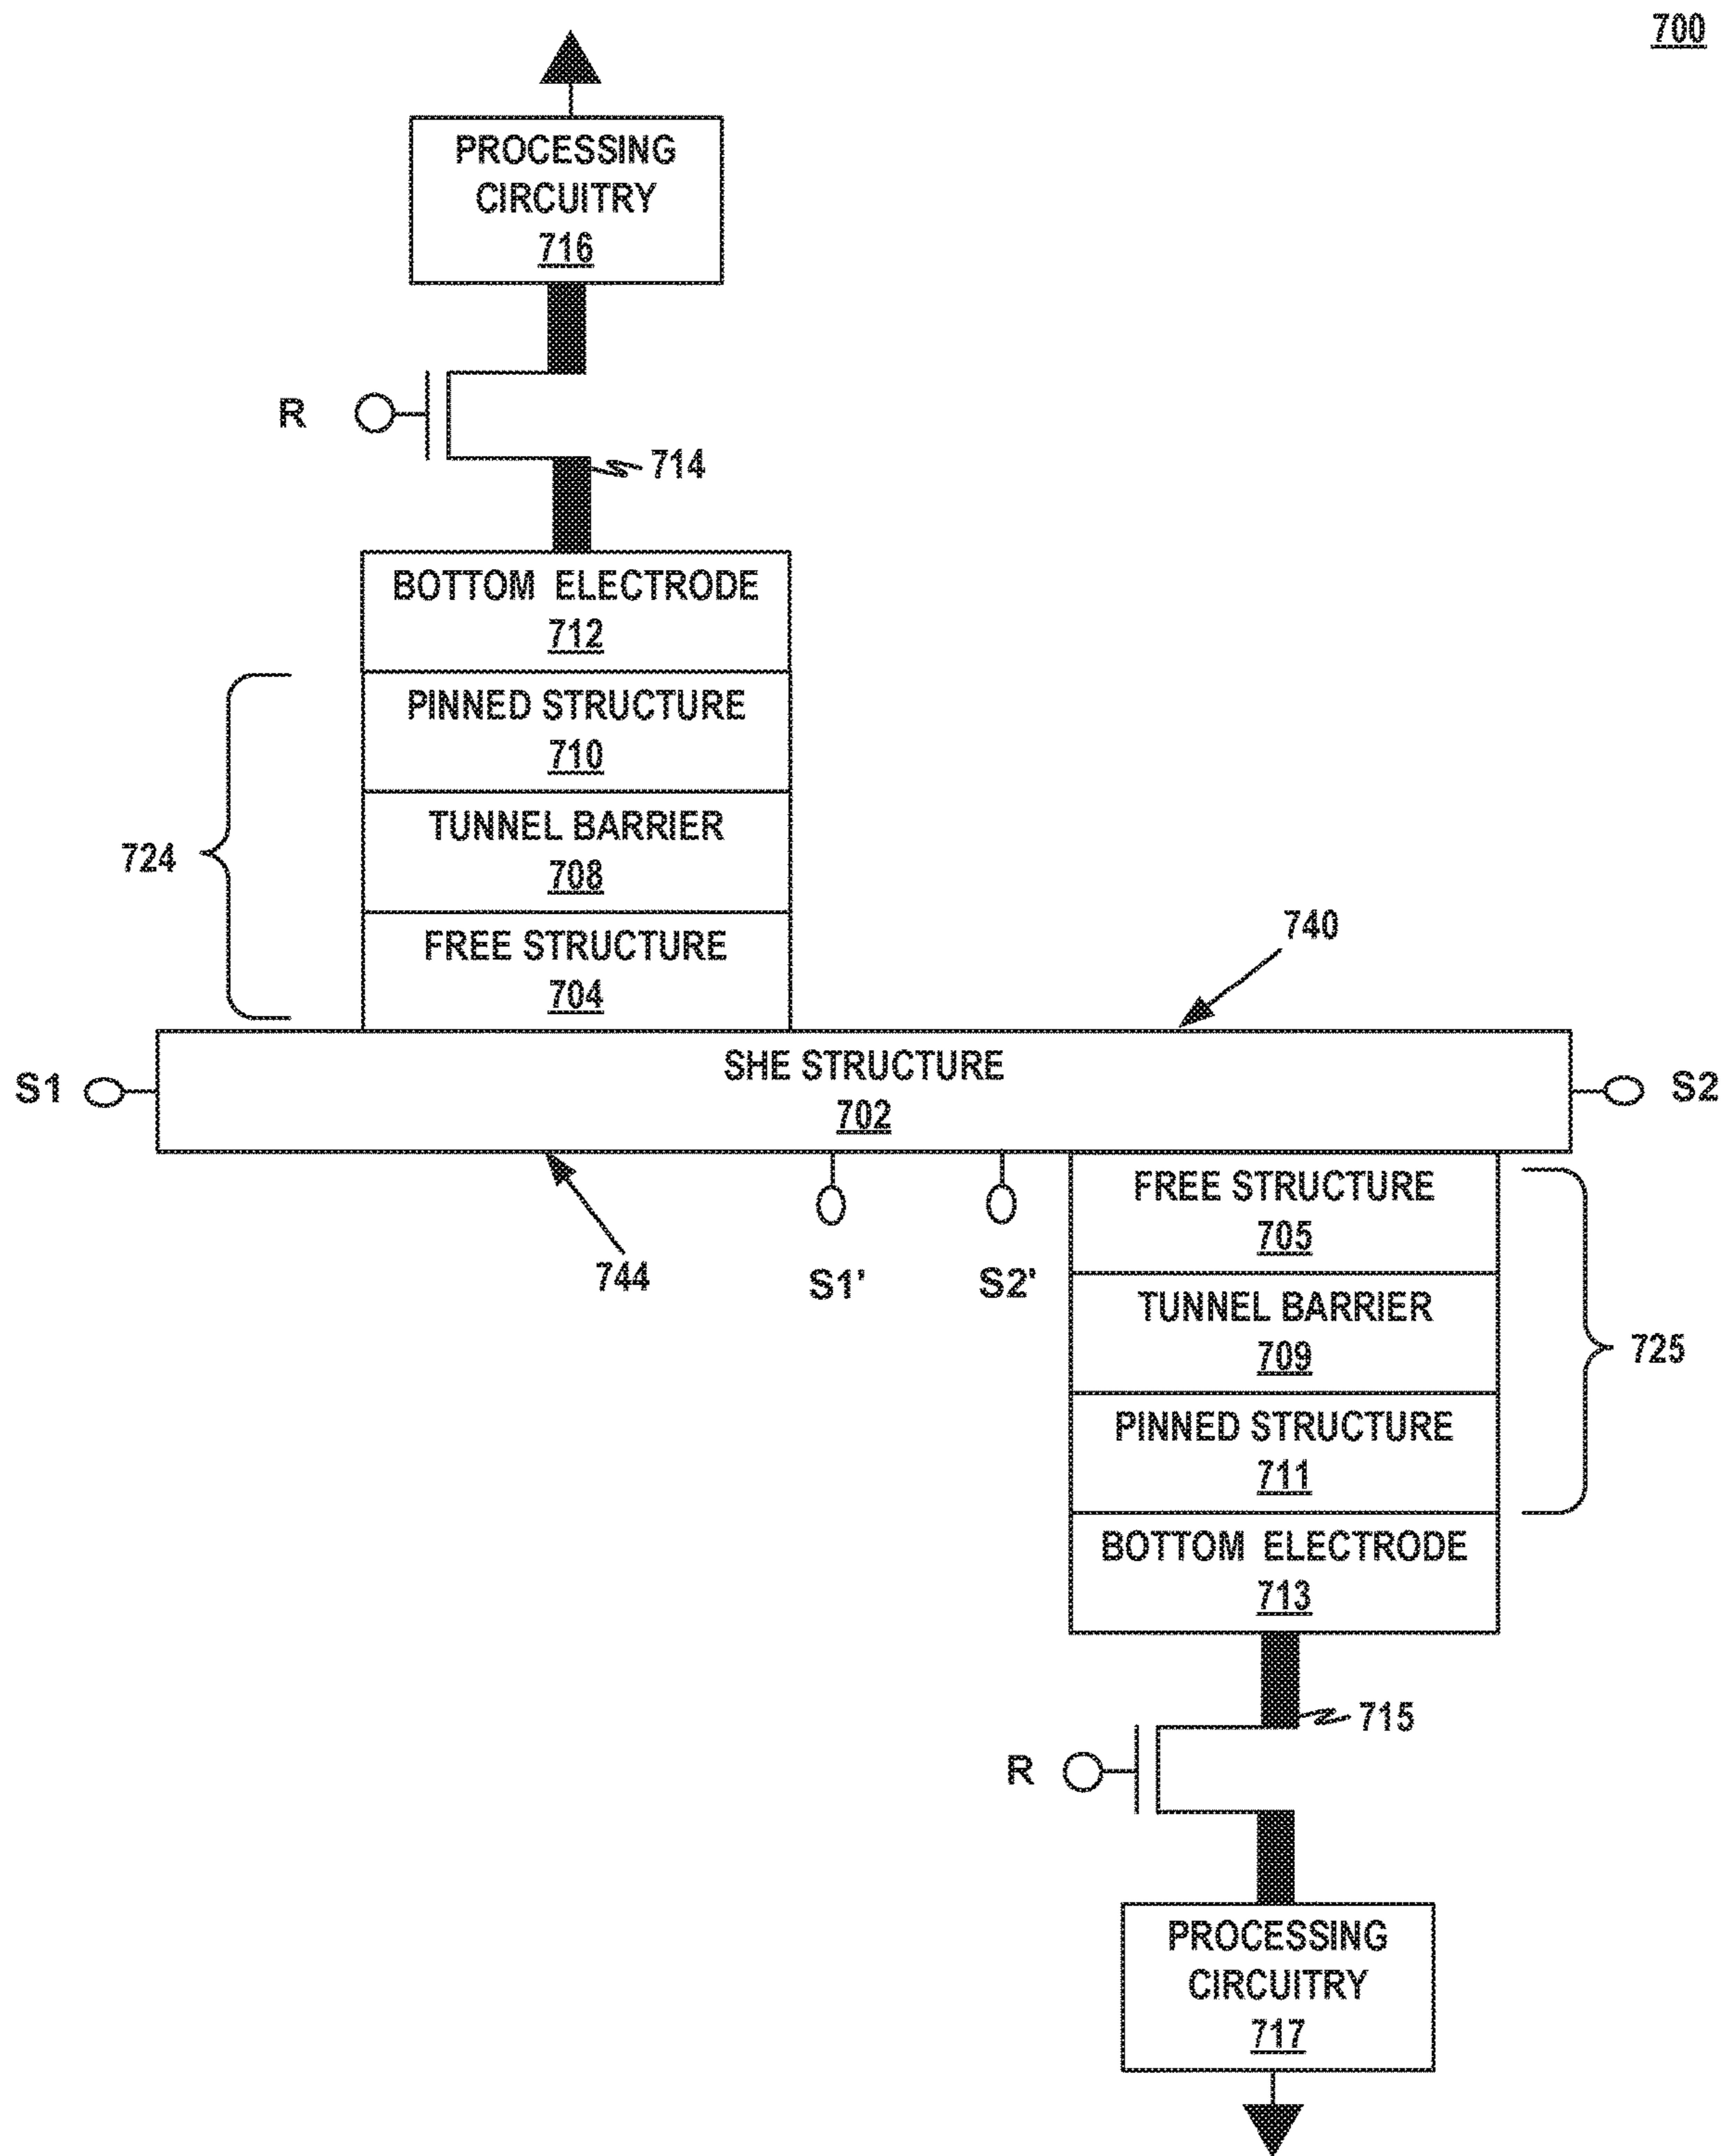 700
PROCESSING
CIRCUITRY
716
R
714
BOTTOM ELECTRODE
712
PINNED STRUCTURE
710
724
TUNNEL BARRIER
708
FREE STRUCTURE
704
740
S1
SHE STRUCTURE
702
S2
744
S1'
S2'
FREE STRUCTURE
705
TUNNEL BARRIER
709
725
PINNED STRUCTURE
711
BOTTOM ELECTRODE
713
715
R
PROCESSING
CIRCUITRY
717